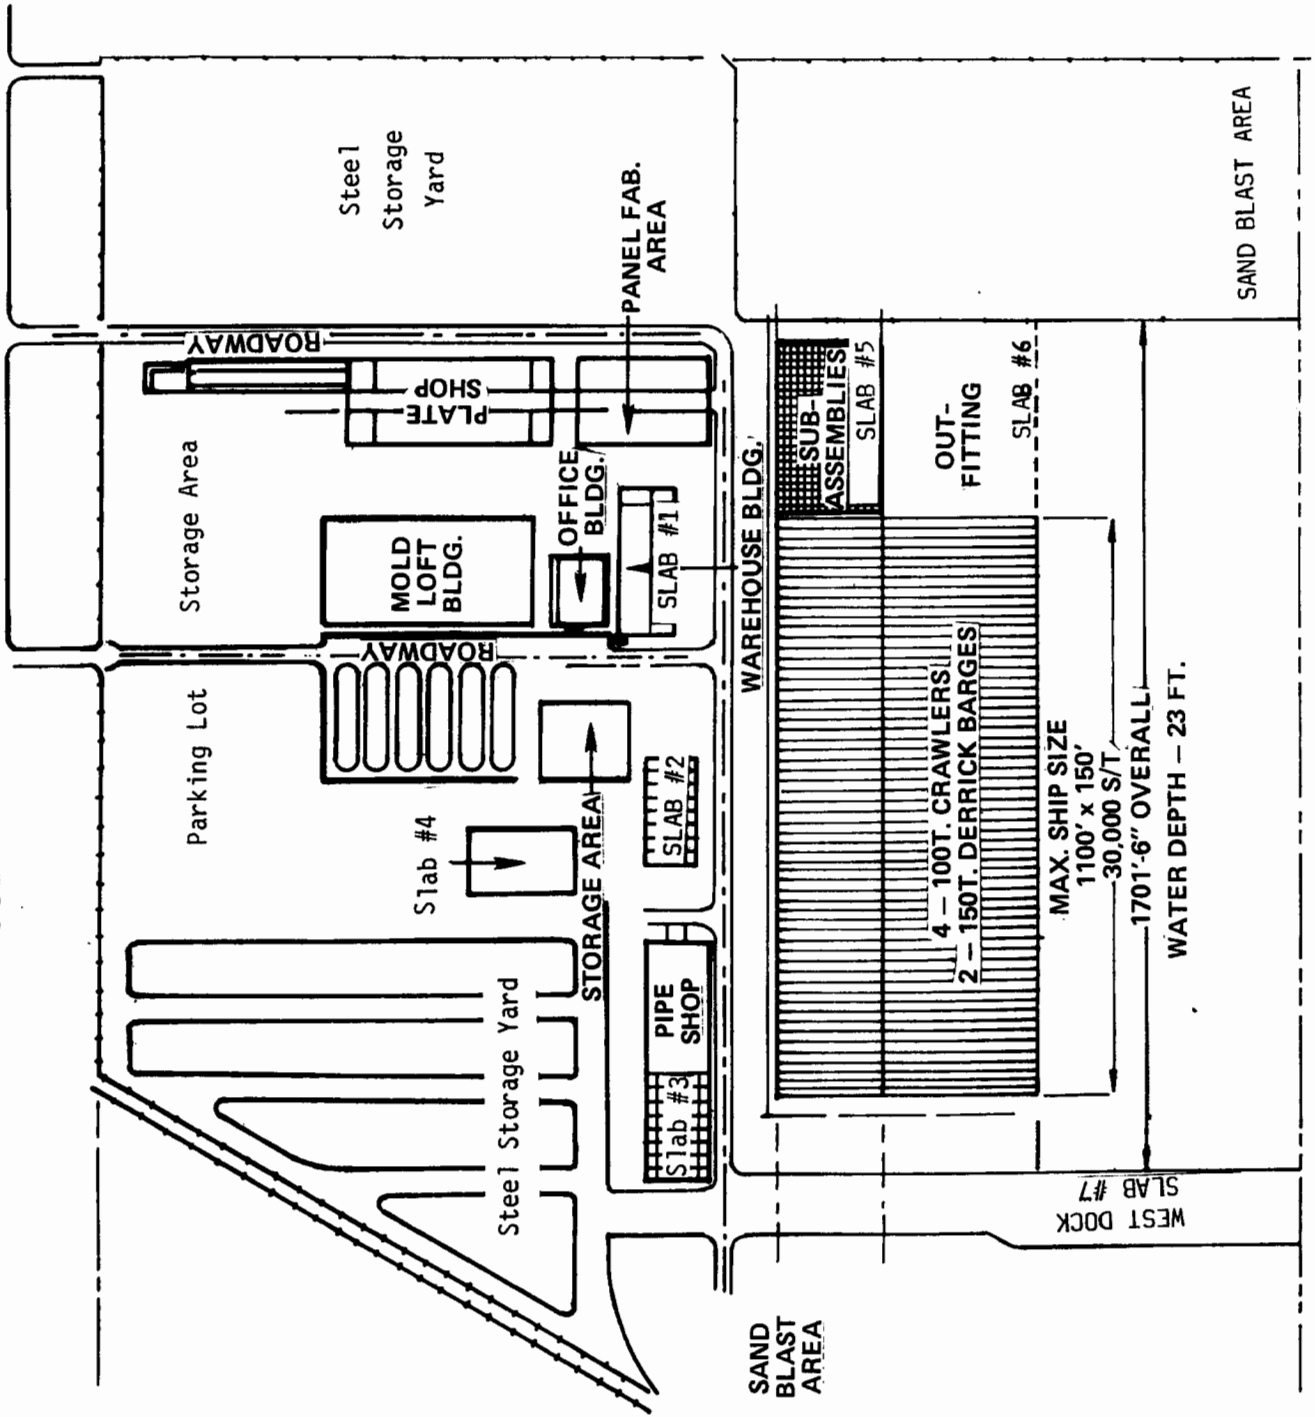 Steel
Storage
Yard
PANEL FAB.
AREA
SAND BLAST AREA
ROADWAY
PLATE
SHOP
Storage Area
MOLD
LOFT
BLDG.
OFFICE
BLDG.
SLAB #1
WAREHOUSE BLDG.
SUB-
ASSEMBLIES
SLAB #5
OUT-
FITTING
SLAB #6
ROADWAY
Parking Lot
Slab #4
STORAGE AREA
SLAB #2
4 – 100T. CRAWLERS
2 – 150T. DERRICK BARGES
MAX. SHIP SIZE
1100' x 150'
30,000 S/T
1701'-6" OVERALL
WATER DEPTH – 23 FT.
Steel Storage Yard
PIPE
SHOP
Slab #3
WEST DOCK
SLAB #7
SAND
BLAST
AREA